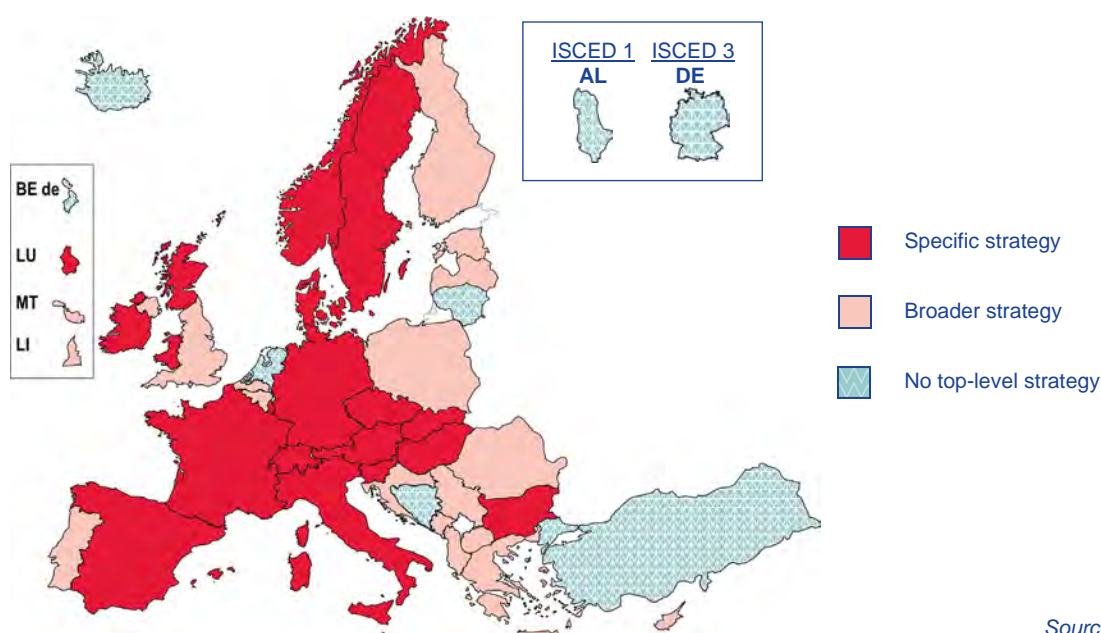 ISCED 1 ISCED 3
AL DE
BE de
LU
MT
LI
Specific strategy
Broader strategy
No top-level strategy
Sourc